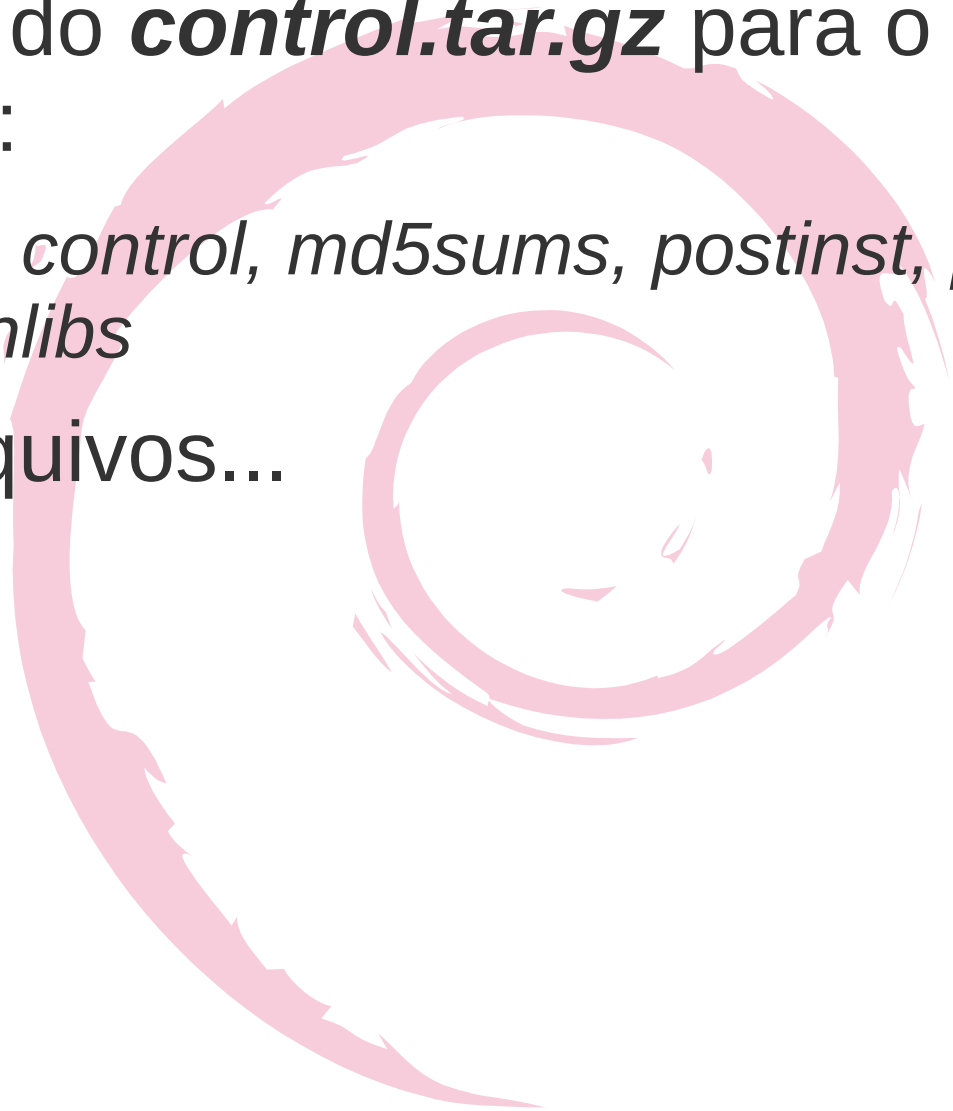 do control.tar.gz para o
:
control, md5sums, postinst,
nlibs
quivos...